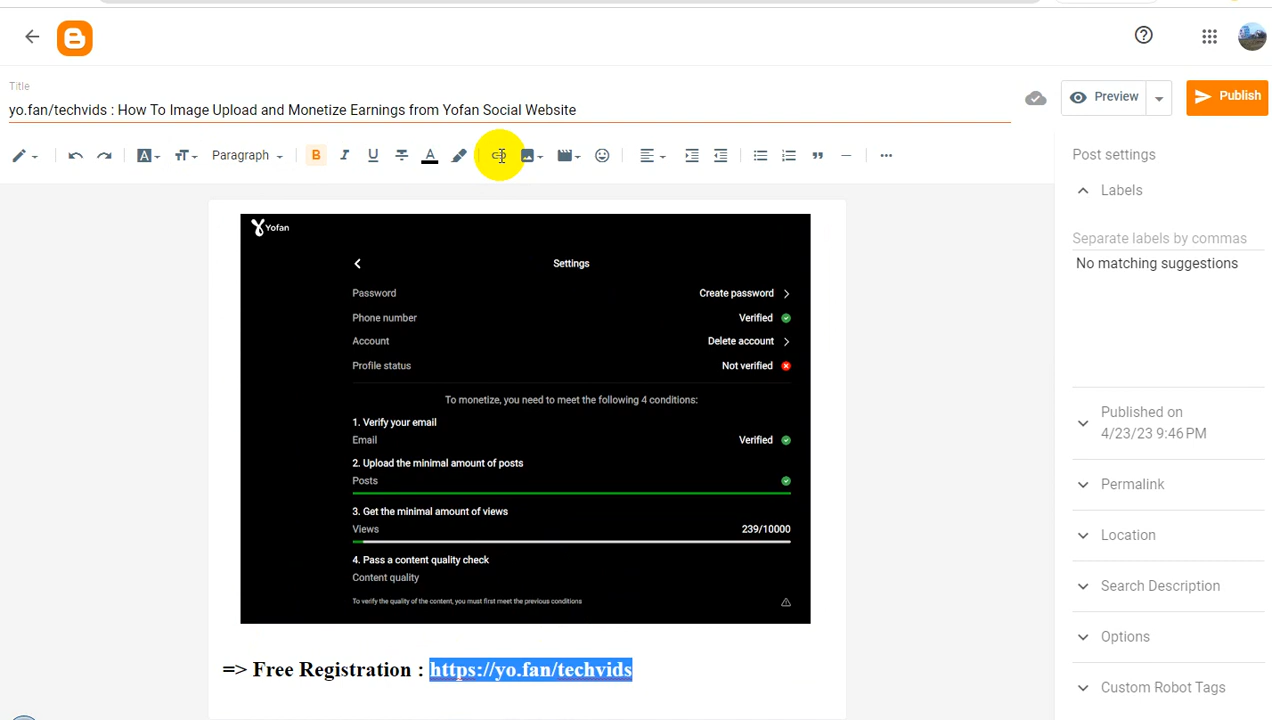 Title
yo.fan/techvids : How To Image Upload and Monetize Earnings from Yofan Social Website
Preview
Publish
Paragraph
B
Post settings
Labels
Separate labels by commas
No matching suggestions
Published on
4/23/23 9:46 PM
Permalink
Location
Search Description
Options
Custom Robot Tags
Yofan
Settings
Password Create password
Phone number Verified
Account Delete account
Profile status Not verified
To monetize, you need to meet the following 4 conditions:
1. Verify your email
Email Verified
2. Upload the minimal amount of posts
Posts
3. Get the minimal amount of views
Views 239/10000
4. Pass a content quality check
Content quality
To verify the quality of the content, you must first meet the previous conditions
=> Free Registration : https://yo.fan/techvids